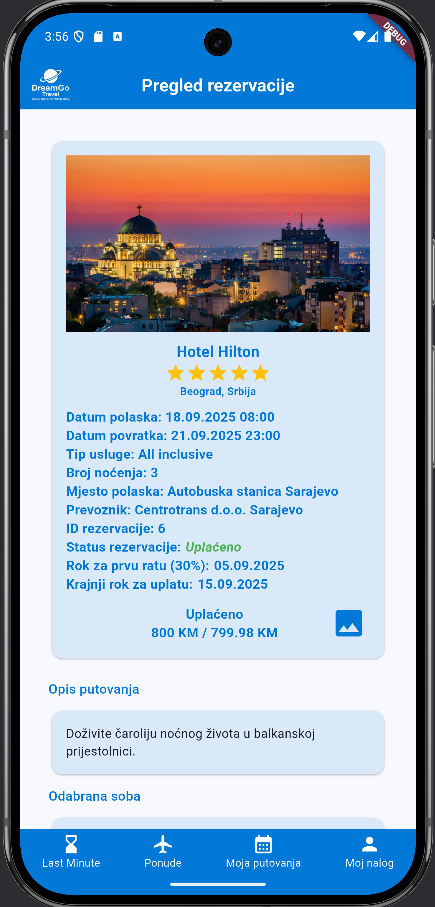 3:56
A
DEBUG
DreamGo
Travel
Pregled rezervacije
Hotel Hilton
Beograd, Srbija
Datum polaska: 18.09.2025 08:00
Datum povratka: 21.09.2025 23:00
Tip usluge: All inclusive
Broj noćenja: 3
Mjesto polaska: Autobuska stanica Sarajevo
Prevoznik: Centrotrans d.o.o. Sarajevo
ID rezervacije: 6
Status rezervacije: Uplaćeno
Rok za prvu ratu (30%): 05.09.2025
Krajnji rok za uplatu: 15.09.2025
Uplaćeno
800 KM / 799.98 KM
Opis putovanja
Doživite čaroliju noćnog života u balkanskoj
prijestolnici.
Odabrana soba
Last Minute
Ponude
Moja putovanja
Moj nalog